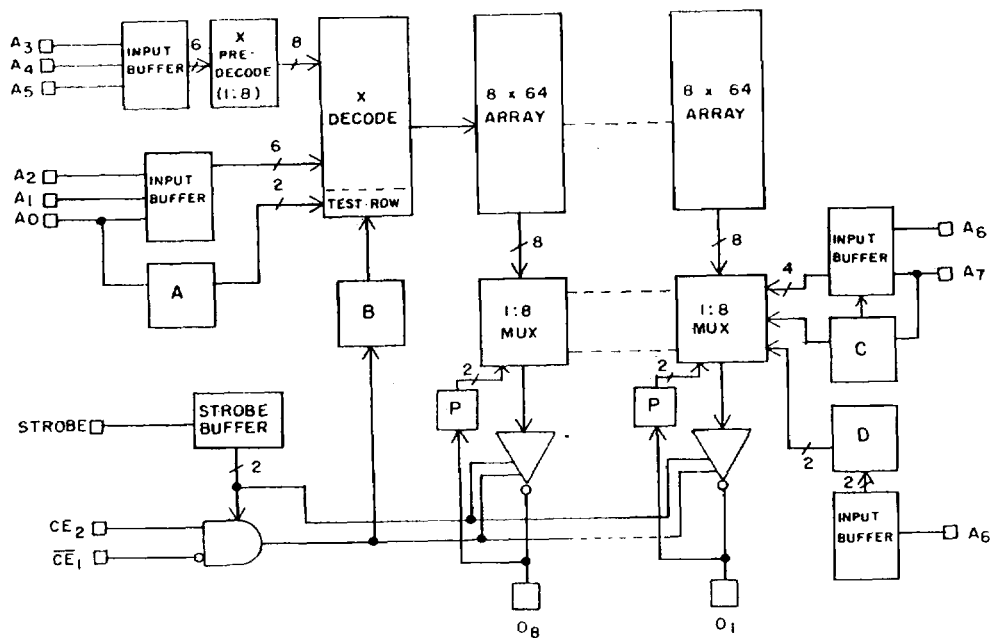 A3
A4
A5
INPUT
BUFFER
6
X
PRE-
DECODE
(1:8)
8
X
DECODE
TEST-ROW
8 x 64
ARRAY
8 x 64
ARRAY
A2
A1
A0
INPUT
BUFFER
6
2
A
B
8
8
1:8
MUX
1:8
MUX
4
INPUT
BUFFER
A6
A7
C
P
2
P
2
D
2
2
INPUT
BUFFER
A6
STROBE
STROBE
BUFFER
2
CE2
CE1
O8
O1